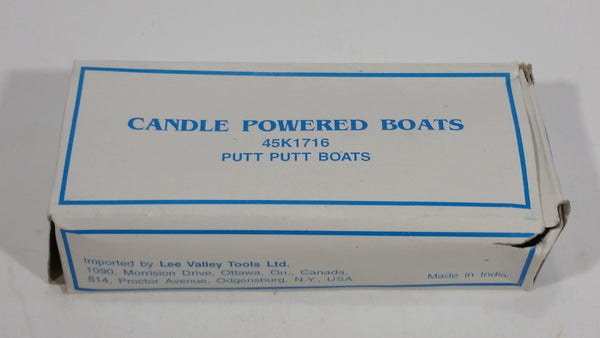 CANDLE POWERED BOATS
45K1716
PUTT PUTT BOATS
Imported by Lee Valley Tools Ltd.
1090, Morrision Drive, Ottawa, On., Canada,
814, Proctor Avenue, Odgensburg, N.Y., USA
Made in India.